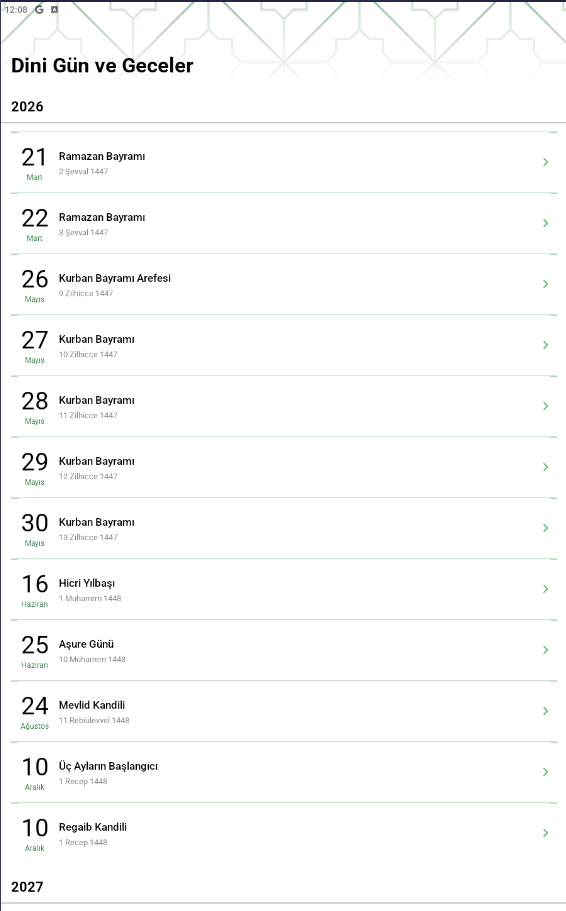 12:08
Dini Gün ve Geceler
2026
21
Mart
Ramazan Bayramı
2 Şevval 1447
22
Mart
Ramazan Bayramı
3 Şevval 1447
26
Mayıs
Kurban Bayramı Arefesi
9 Zilhicce 1447
27
Mayıs
Kurban Bayramı
10 Zilhicce 1447
28
Mayıs
Kurban Bayramı
11 Zilhicce 1447
29
Mayıs
Kurban Bayramı
12 Zilhicce 1447
30
Mayıs
Kurban Bayramı
13 Zilhicce 1447
16
Haziran
Hicri Yılbaşı
1 Muharrem 1448
25
Haziran
Aşure Günü
10 Muharrem 1448
24
Ağustos
Mevlid Kandili
11 Rebiülevvel 1448
10
Aralık
Üç Ayların Başlangıcı
1 Recep 1448
10
Aralık
Regaib Kandili
1 Recep 1448
2027